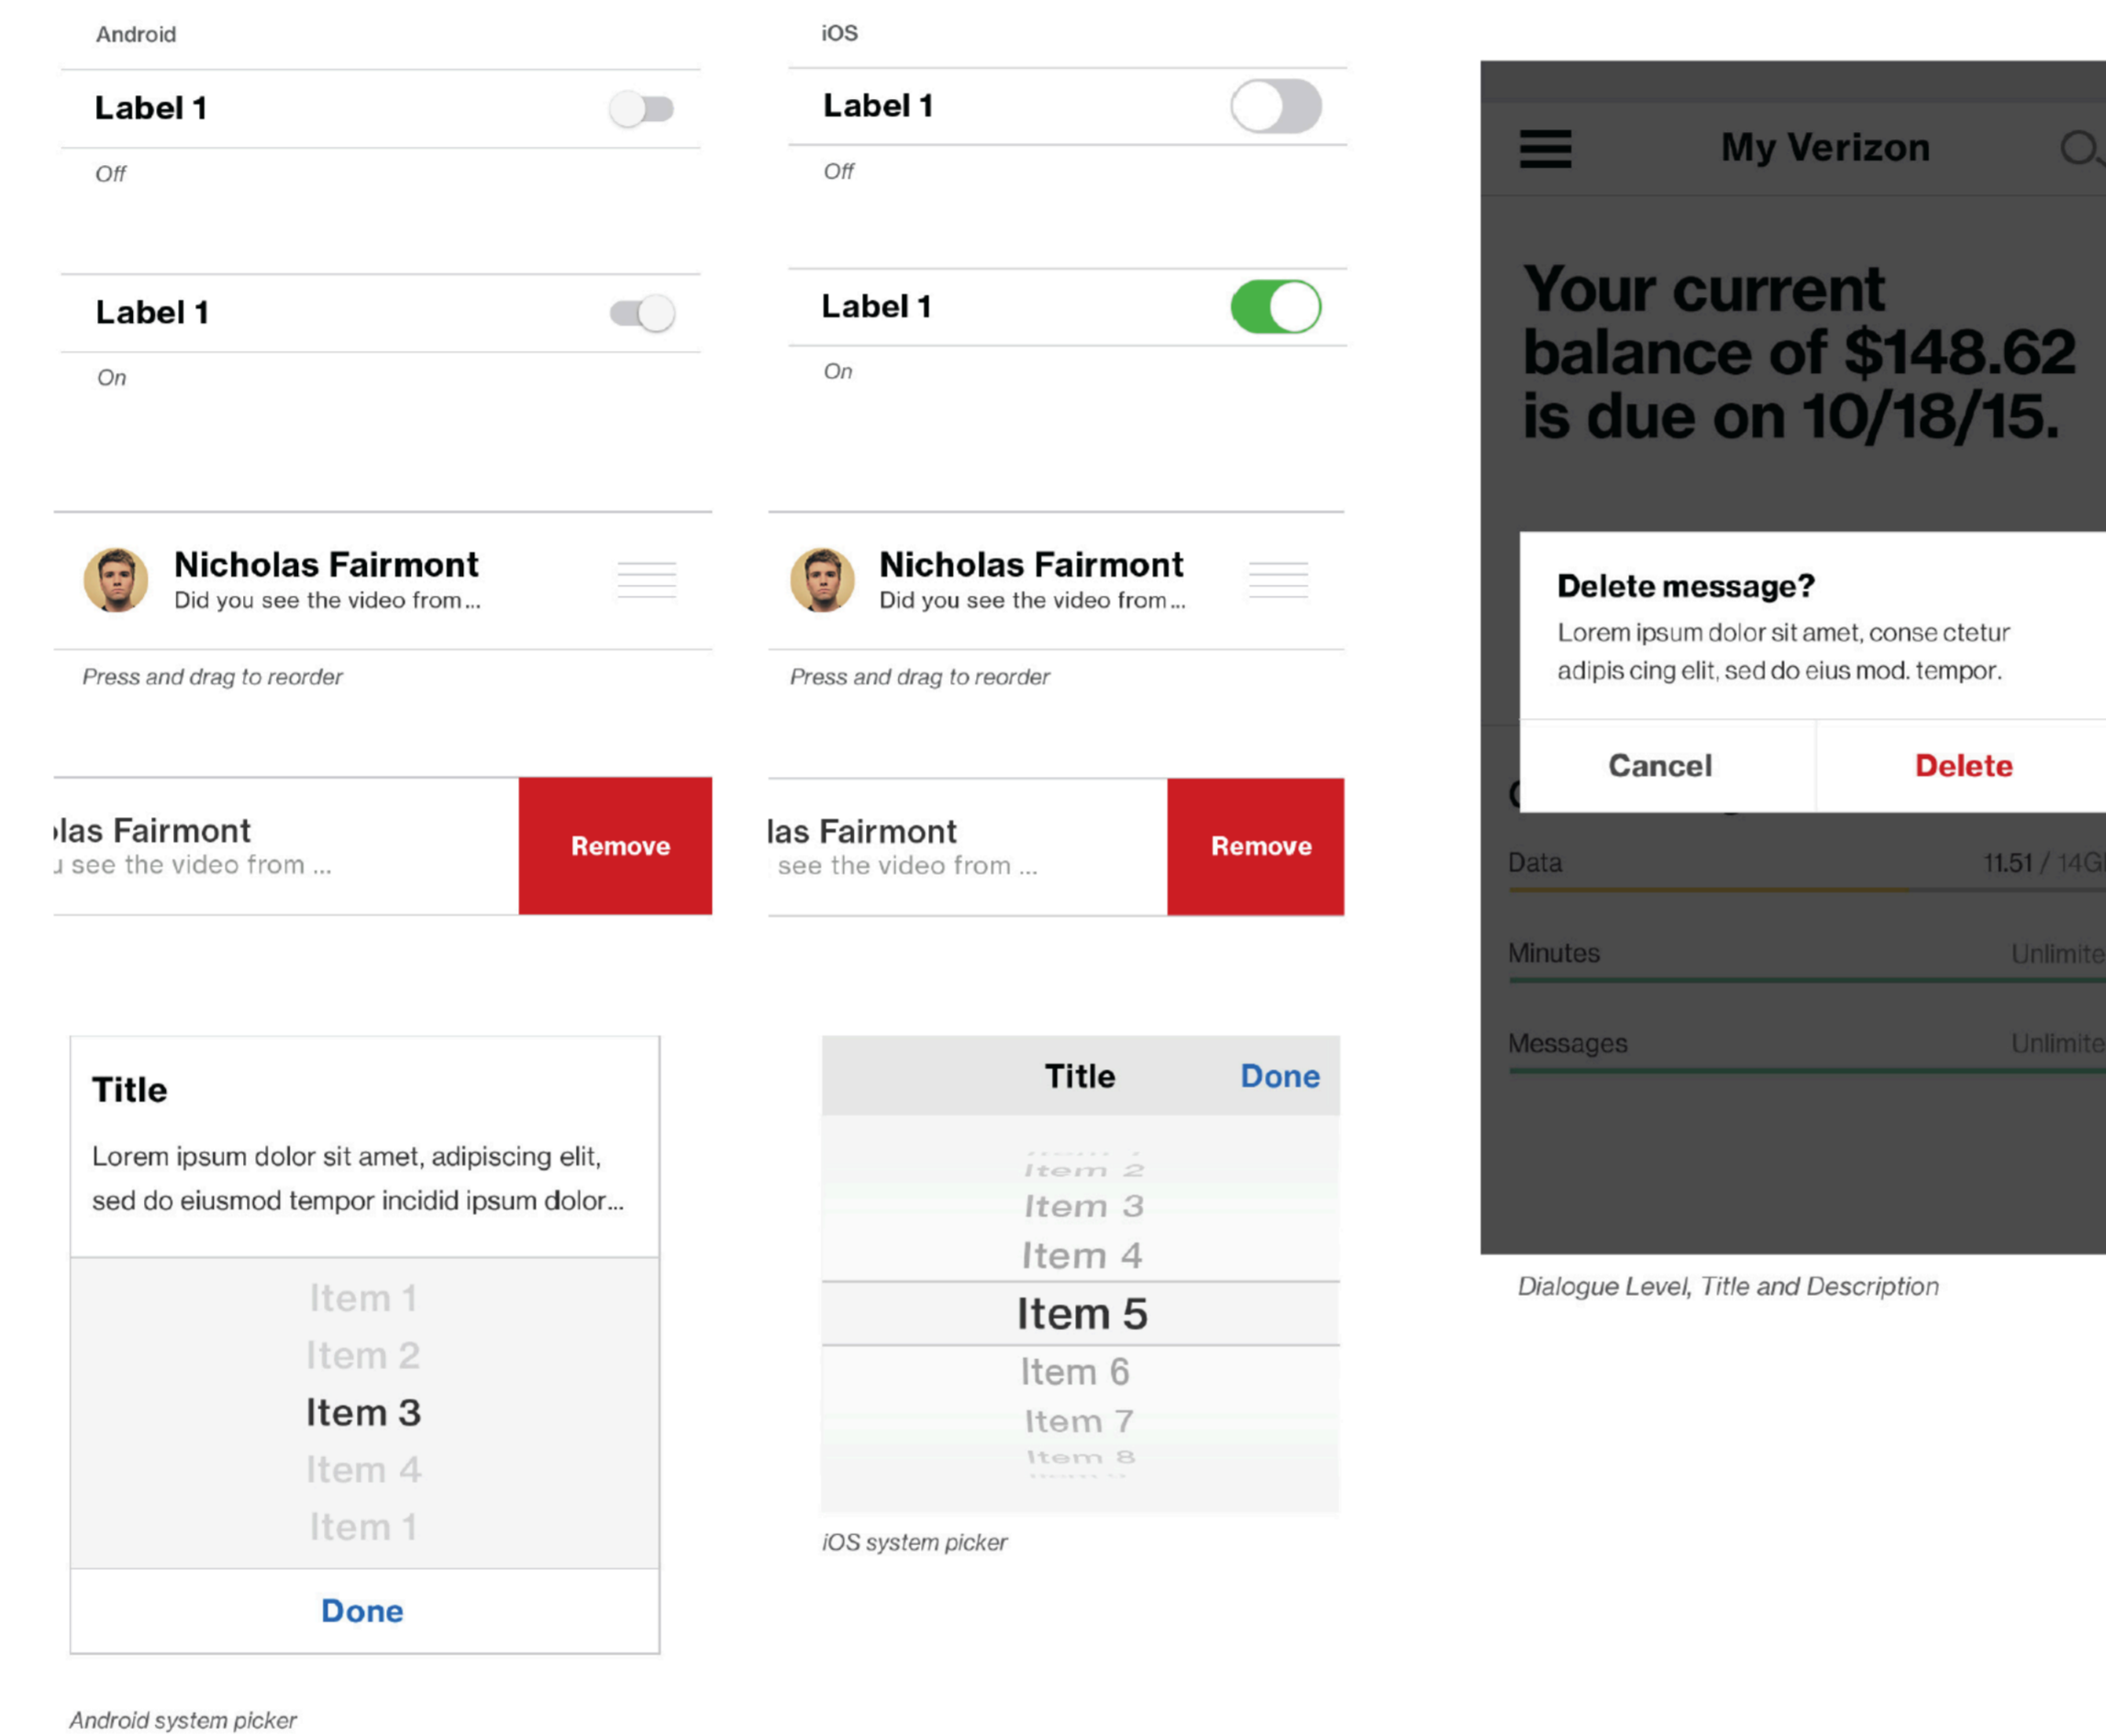 Android
Label 1
Off
Label 1
On
Nicholas Fairmont
Did you see the video from...
Press and drag to reorder
las Fairmont
see the video from ...
Remove
Title
Lorem ipsum dolor sit amet, adipiscing elit,
sed do eiusmod tempor incidid ipsum dolor...
Item 1
Item 2
Item 3
Item 4
Item 1
Done
Android system picker
iOS
Label 1
Off
Label 1
On
Nicholas Fairmont
Did you see the video from...
Press and drag to reorder
las Fairmont
see the video from ...
Remove
Title Done
Item 2
Item 3
Item 4
Item 5
Item 6
Item 7
Item 8
iOS system picker
My Verizon
Your current
balance of $148.62
is due on 10/18/15.
Delete message?
Lorem ipsum dolor sit amet, conse ctetur
adipis cing elit, sed do eius mod. tempor.
Cancel Delete
Data 11.51 / 14G
Minutes Unlimite
Messages Unlimite
Dialogue Level, Title and Description